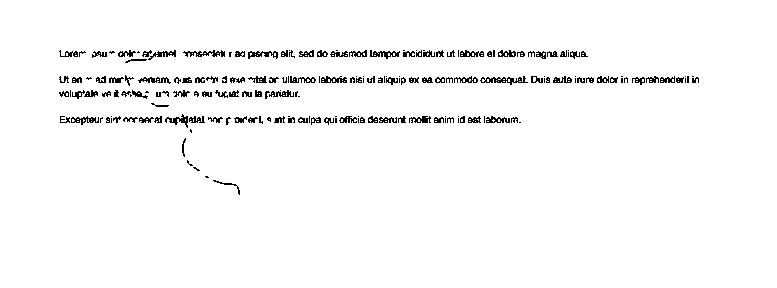 Lorem ipsum dolor sit amet, consectetur adipiscing elit, sed do eiusmod tempor incididunt ut labore et dolore magna aliqua.
Ut enim ad minim veniam, quis nostrud exercitation ullamco laboris nisi ut aliquip ex ea commodo consequat. Duis aute irure dolor in reprehenderit in
voluptate velit esse cillum dolore eu fugiat nulla pariatur.
Excepteur sint occaecat cupidatat non proident, sunt in culpa qui officia deserunt mollit anim id est laborum.